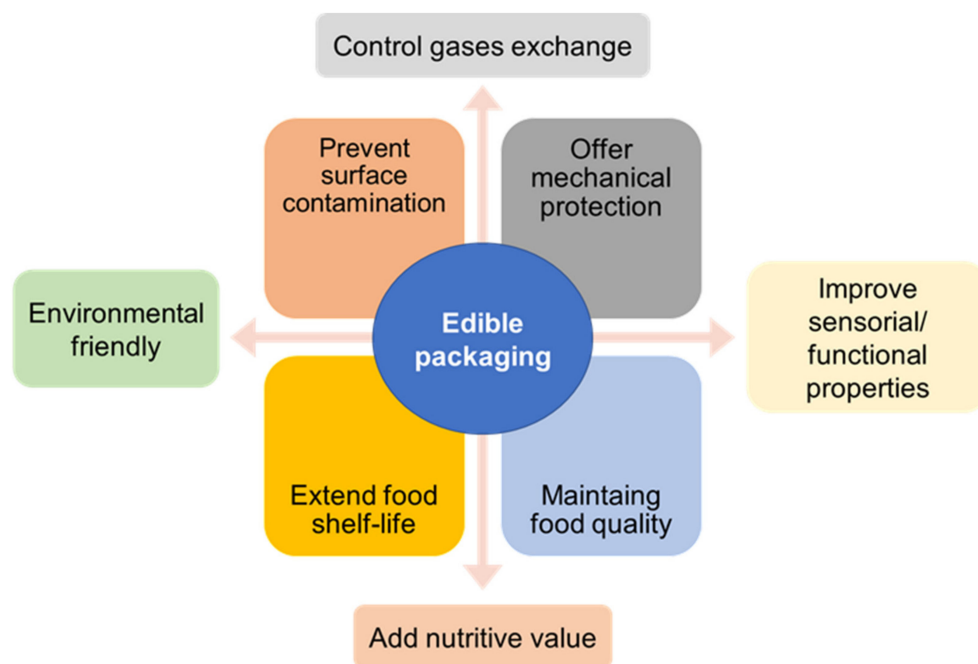 Control gases exchange
Prevent
surface
contamination
Offer
mechanical
protection
Environmental
friendly
Edible
packaging
Improve
sensorial/
functional
properties
Extend food
shelf-life
Maintaing
food quality
Add nutritive value